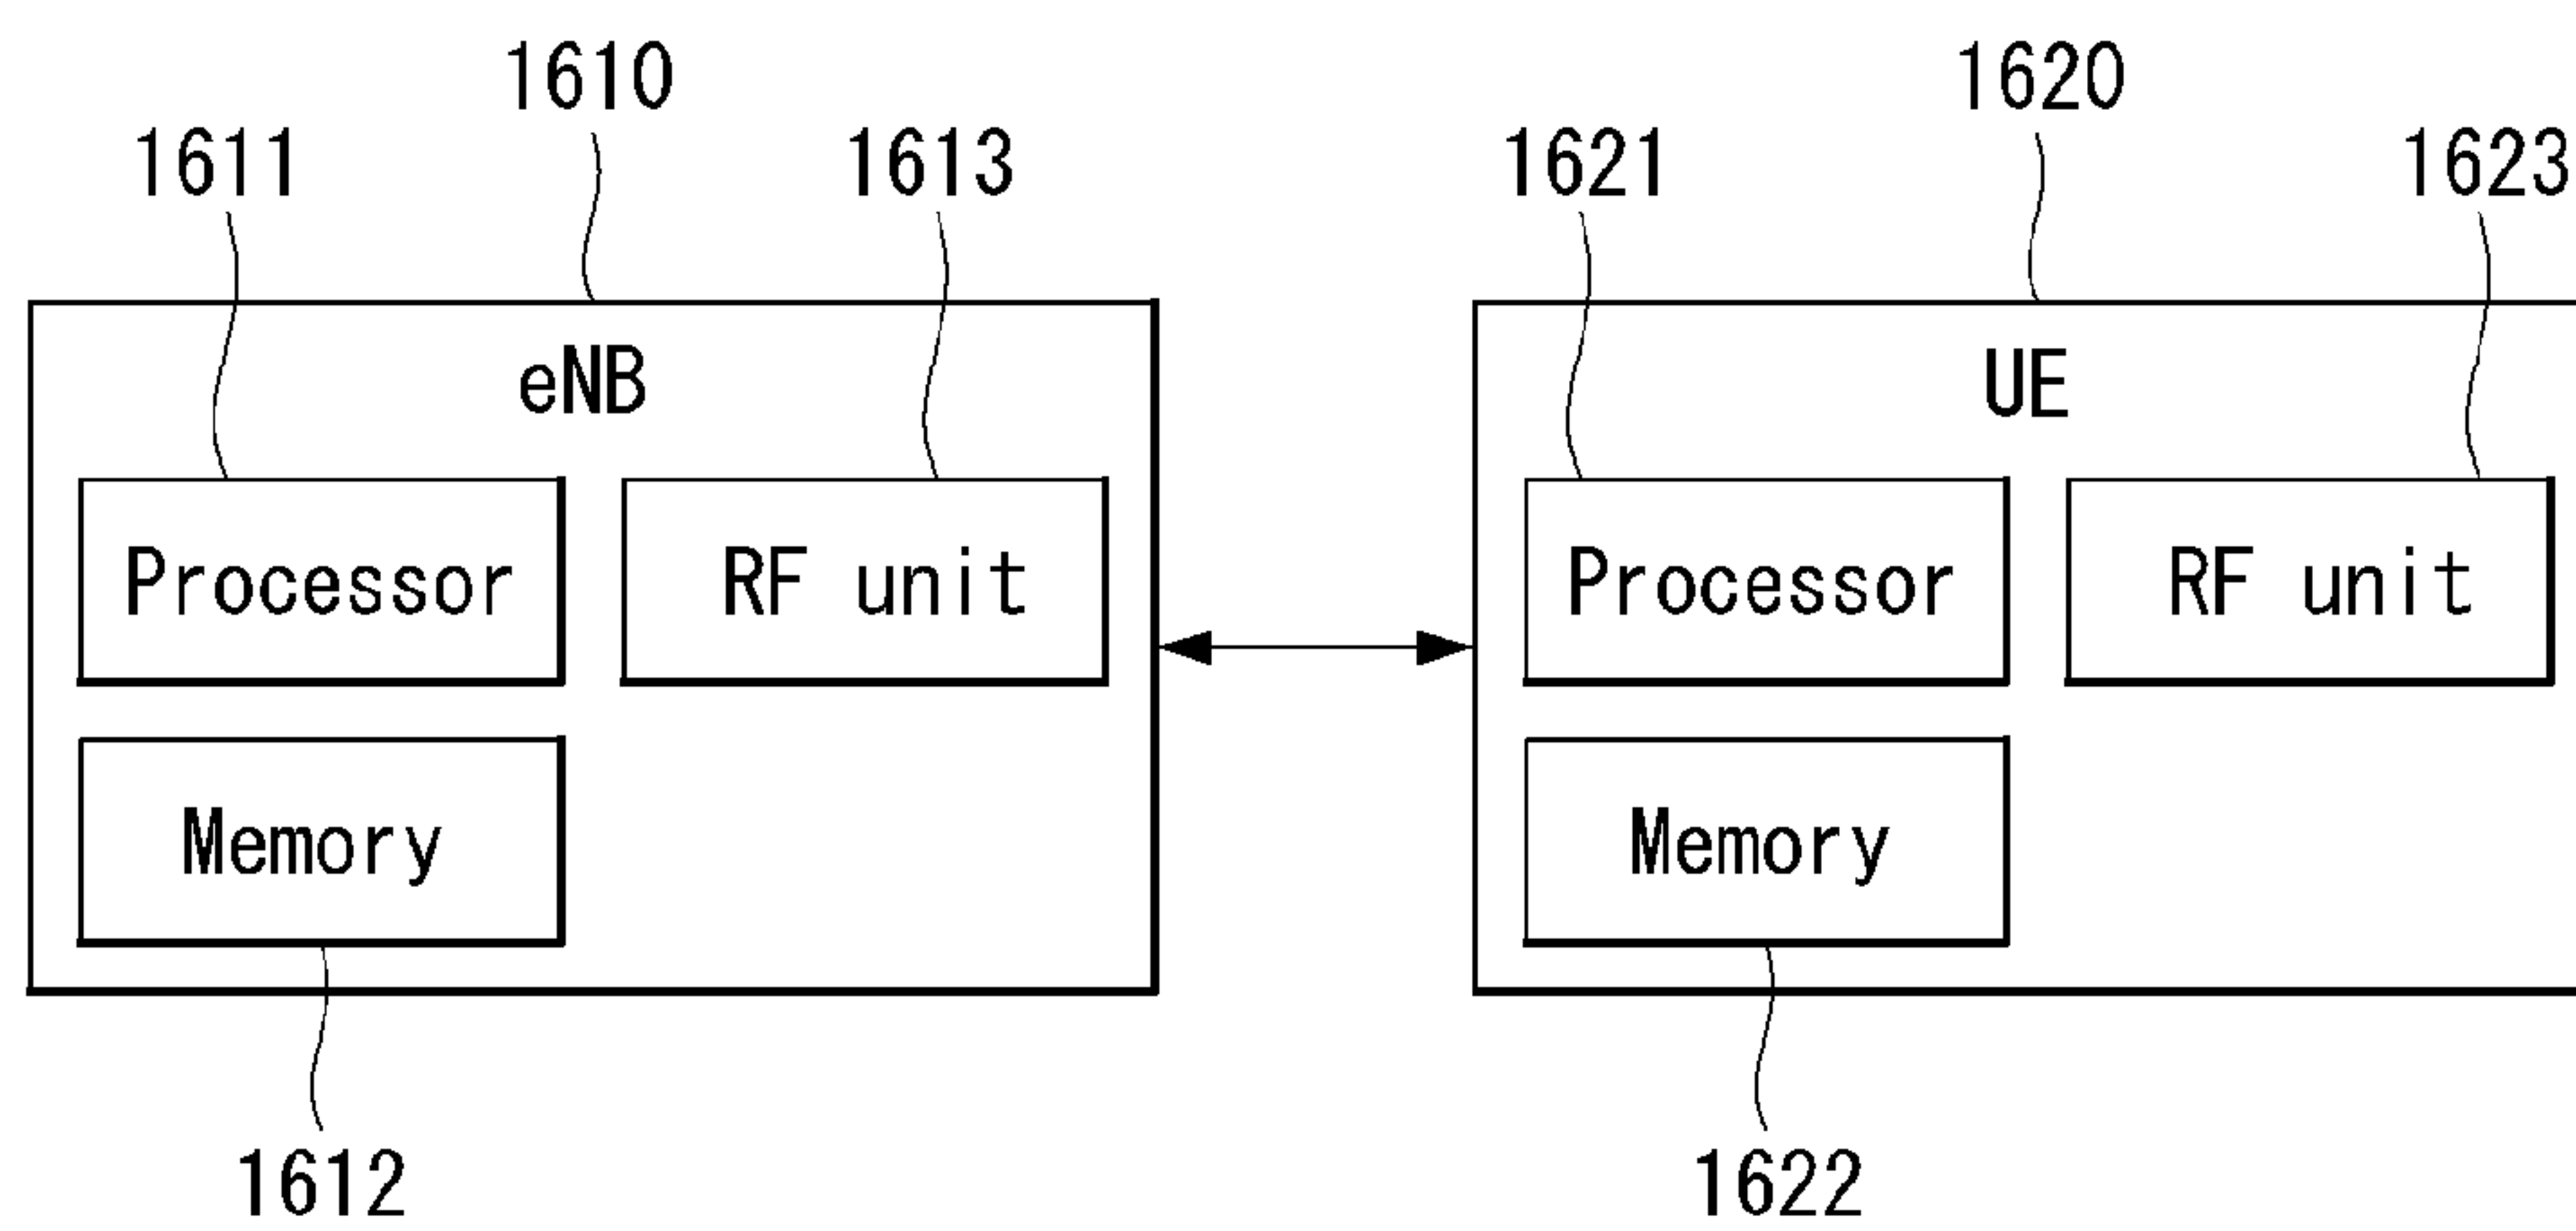 1610
1620
1611
1613
1621
1623
eNB
UE
Processor
RF unit
Processor
RF unit
Memory
Memory
1612
1622